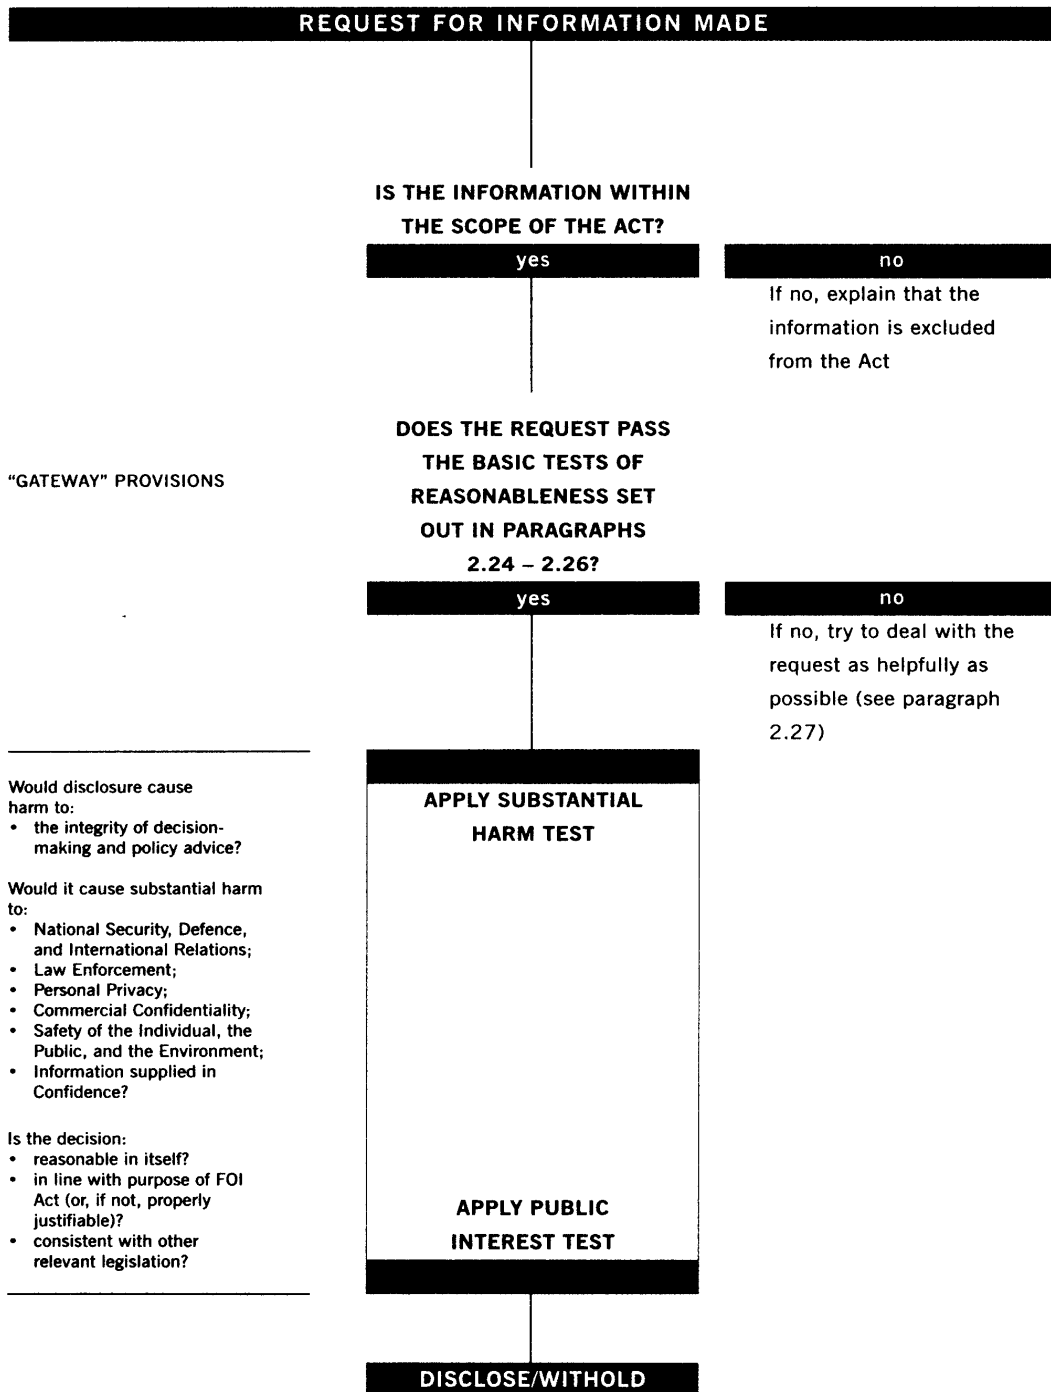 REQUEST FOR INFORMATION MADE
IS THE INFORMATION WITHIN
THE SCOPE OF THE ACT?
yes
no
If no, explain that the
information is excluded
from the Act
"GATEWAY" PROVISIONS
DOES THE REQUEST PASS
THE BASIC TESTS OF
REASONABLENESS SET
OUT IN PARAGRAPHS
2.24 – 2.26?
yes
no
If no, try to deal with the
request as helpfully as
possible (see paragraph
2.27)
Would disclosure cause
harm to:
• the integrity of decision-
making and policy advice?
Would it cause substantial harm
to:
• National Security, Defence,
and International Relations;
• Law Enforcement;
• Personal Privacy;
• Commercial Confidentiality;
• Safety of the Individual, the
Public, and the Environment;
• Information supplied in
Confidence?
Is the decision:
• reasonable in itself?
• in line with purpose of FOI
Act (or, if not, properly
justifiable)?
• consistent with other
relevant legislation?
APPLY SUBSTANTIAL
HARM TEST
APPLY PUBLIC
INTEREST TEST
DISCLOSE/WITHOLD